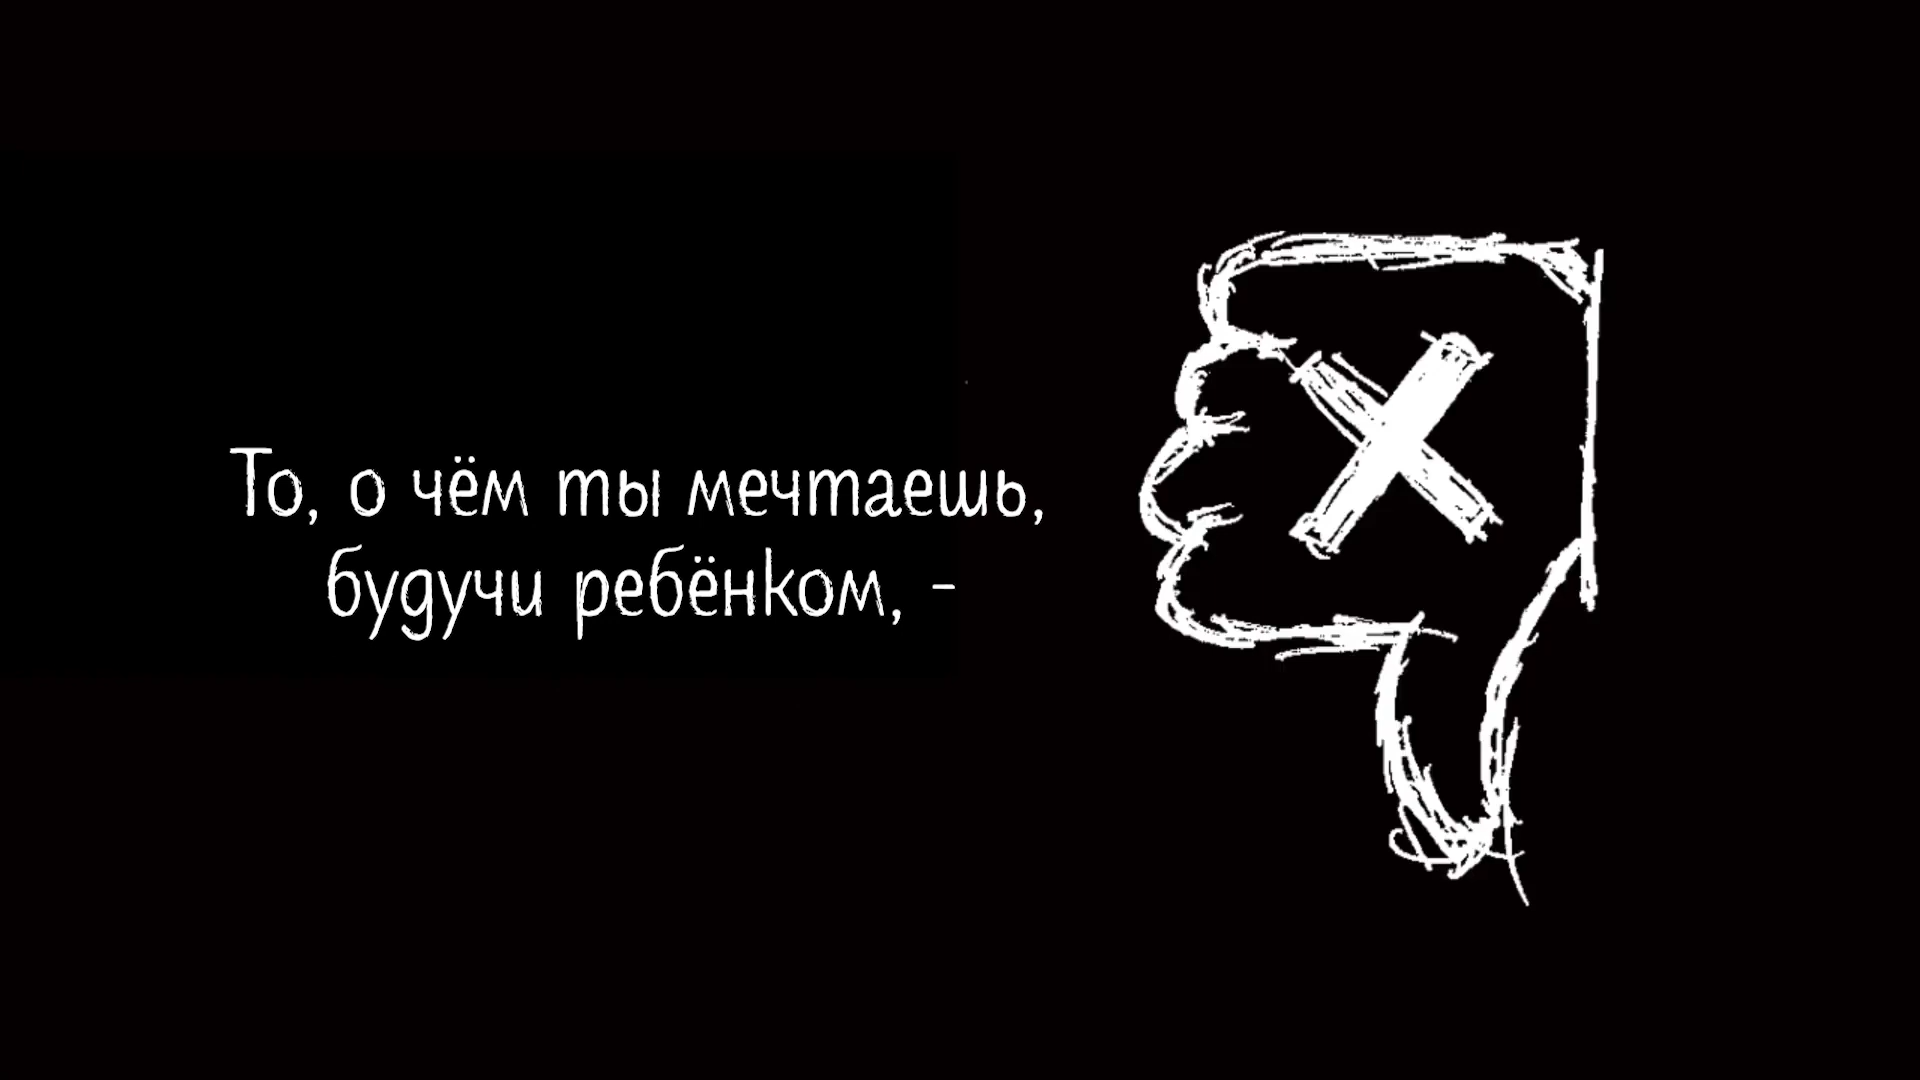 То, о чём ты мечтаешь,
будучи ребёнком, -